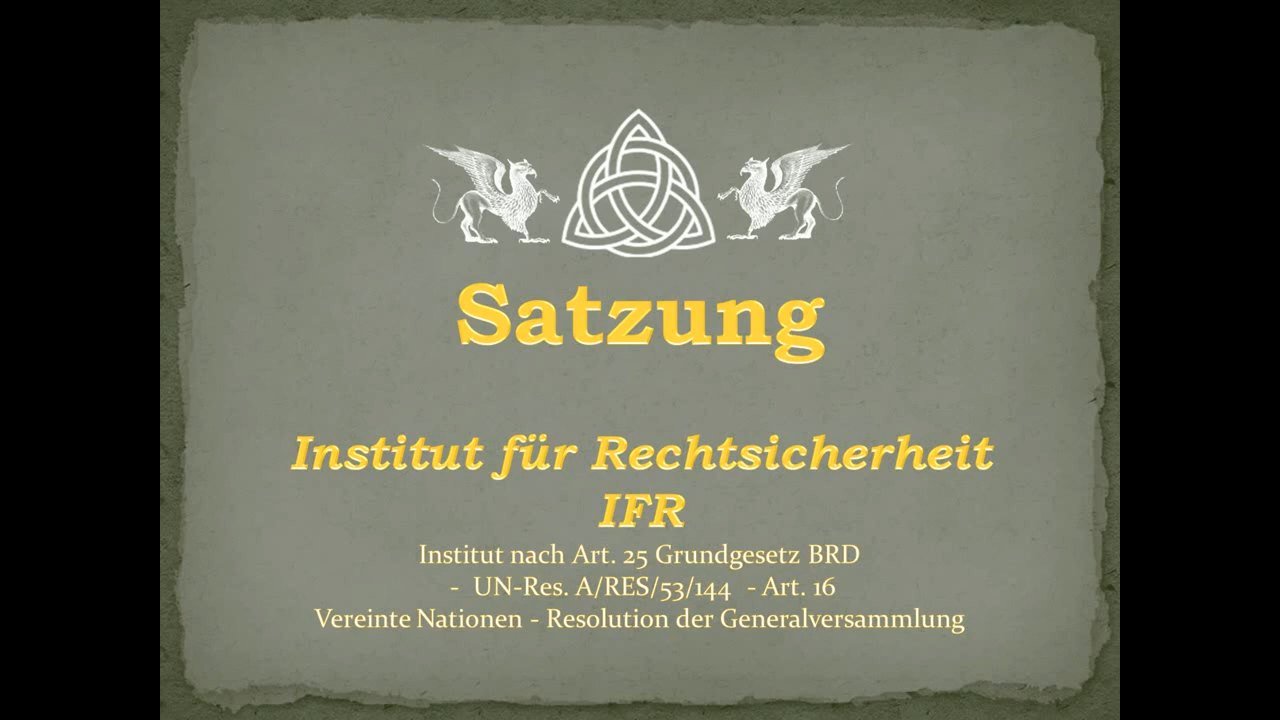 Satzung
Institut für Rechtsicherheit
IFR
Institut nach Art. 25 Grundgesetz BRD
- UN-Res. A/RES/53/144 - Art. 16
Vereinte Nationen - Resolution der Generalversammlung